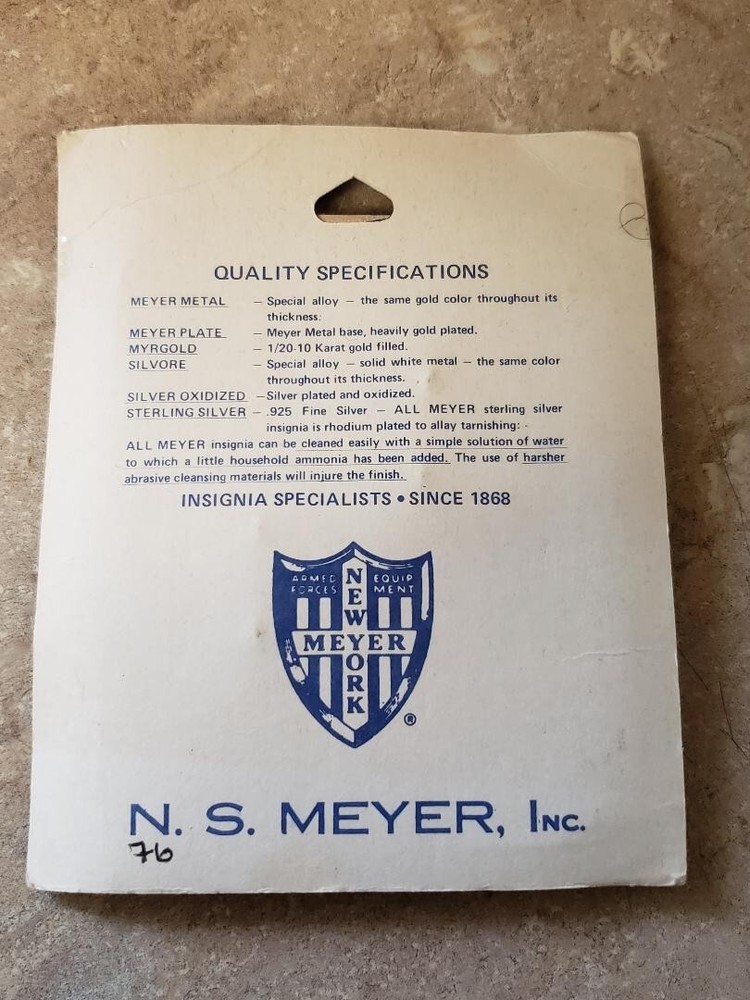 QUALITY SPECIFICATIONS
MEYER METAL — Special alloy — the same gold color throughout its
thickness.
MEYER PLATE — Meyer Metal base, heavily gold plated.
MYRGOLD — 1/20-10 Karat gold filled.
SILVORE — Special alloy — solid white metal — the same color
throughout its thickness.
SILVER OXIDIZED — Silver plated and oxidized.
STERLING SILVER — .925 Fine Silver — ALL MEYER sterling silver
insignia is rhodium plated to allay tarnishing.
ALL MEYER insignia can be cleaned easily with a simple solution of water
to which a little household ammonia has been added. The use of harsher
abrasive cleansing materials will injure the finish.
INSIGNIA SPECIALISTS • SINCE 1868
ARMED FORCES EQUIPMENT
NEW YORK
MEYER
®
N. S. MEYER, INC.
76